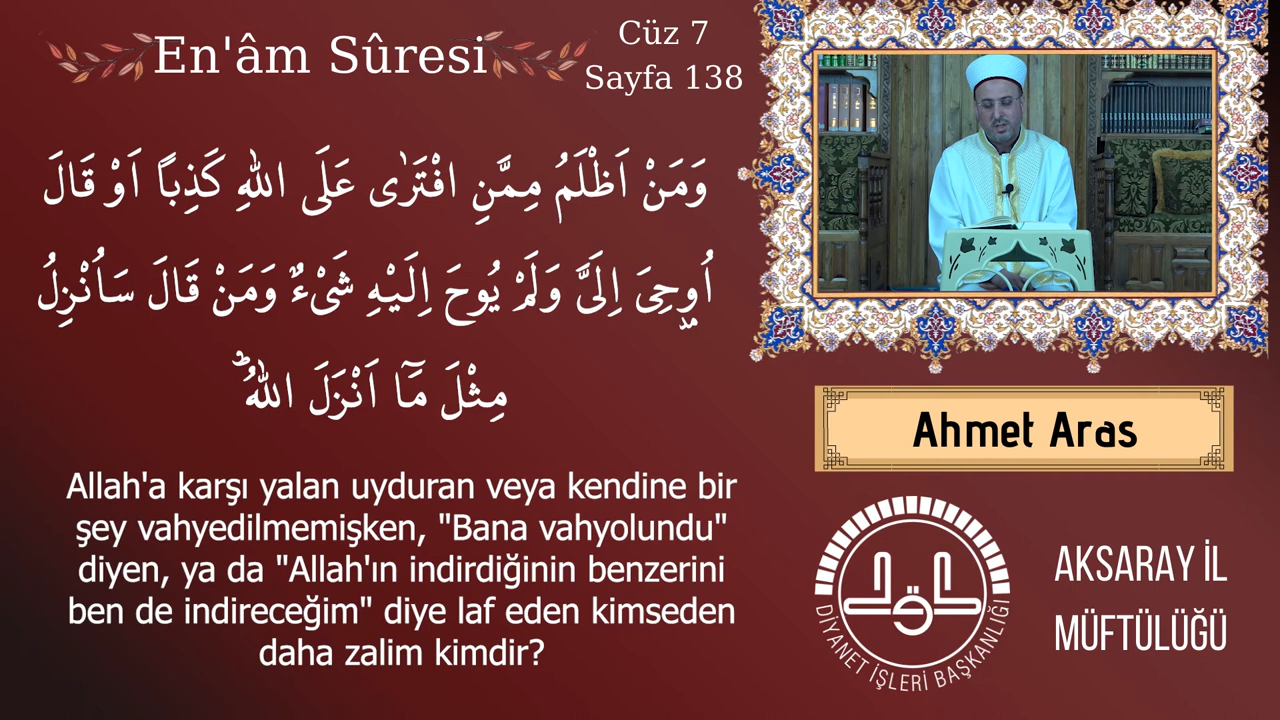 En'âm Sûresi
Cüz 7
Sayfa 138
وَمَنْ اَظْلَمُ مِمَّنِ افْتَرٰى عَلَى اللّٰهِ كَذِباً اَوْ قَالَ
اُو۫حِيَ اِلَيَّ وَلَمْ يُوحَ اِلَيْهِ شَيْءٌ وَمَنْ قَالَ سَاُنْزِلُ
مِثْلَ مَٓا اَنْزَلَ اللّٰهُۜ
Allah'a karşı yalan uyduran veya kendine bir
şey vahyedilmemişken, "Bana vahyolundu"
diyen, ya da "Allah'ın indirdiğinin benzerini
ben de indireceğim" diye laf eden kimseden
daha zalim kimdir?
Ahmet Aras
DİYANET İŞLERİ BAŞKANLIĞI
AKSARAY İL
MÜFTÜLÜĞÜ